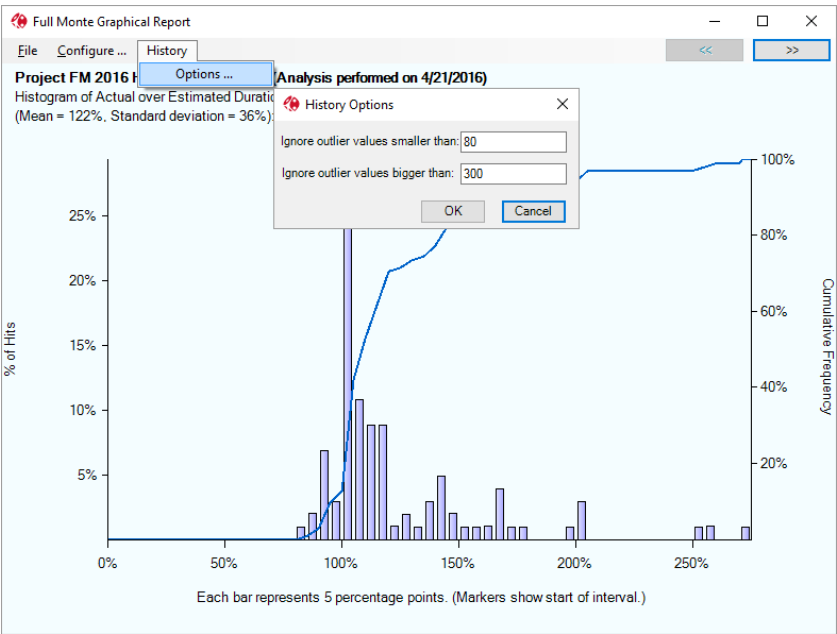 Full Monte Graphical Report
File Configure ... History
<< >>
Options ...
Project FM 2016 (Analysis performed on 4/21/2016)
Histogram of Actual over Estimated
(Mean = 122%, Standard deviation = 36%):
History Options
Ignore outlier values smaller than: 80
Ignore outlier values bigger than: 300
OK Cancel
25%
20%
15%
10%
5%
% of Hits
100%
80%
60%
40%
20%
Cumulative Frequency
0% 50% 100% 150% 200% 250%
Each bar represents 5 percentage points. (Markers show start of interval.)